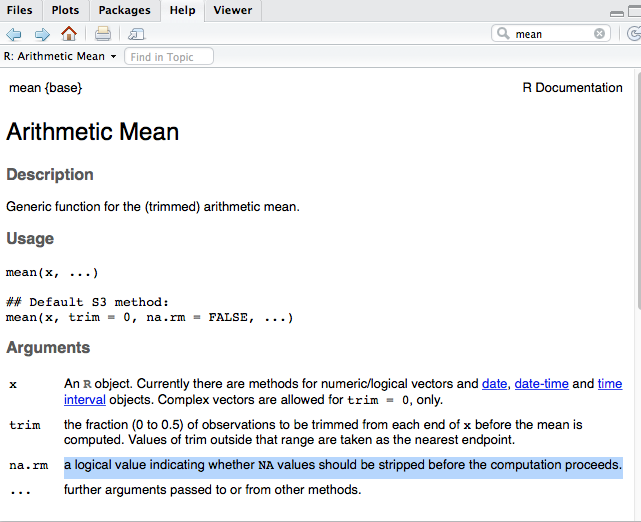 Files Plots Packages Help Viewer
mean
R: Arithmetic Mean Find in Topic
mean {base} R Documentation
Arithmetic Mean
Description
Generic function for the (trimmed) arithmetic mean.
Usage
mean(x, ...)
## Default S3 method:
mean(x, trim = 0, na.rm = FALSE, ...)
Arguments
x An R object. Currently there are methods for numeric/logical vectors and date, date-time and time
interval objects. Complex vectors are allowed for trim = 0, only.
trim the fraction (0 to 0.5) of observations to be trimmed from each end of x before the mean is
computed. Values of trim outside that range are taken as the nearest endpoint.
na.rm a logical value indicating whether NA values should be stripped before the computation proceeds.
... further arguments passed to or from other methods.